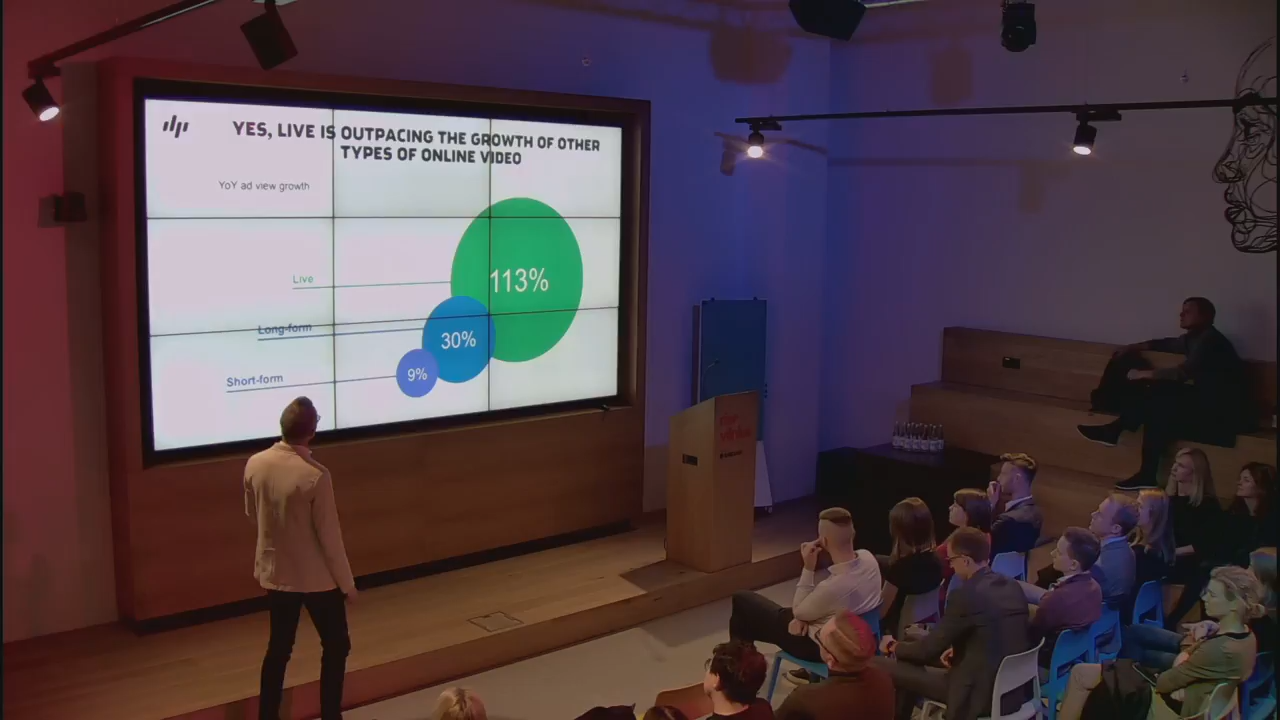 YES, LIVE IS OUTPACING THE GROWTH OF OTHER
TYPES OF ONLINE VIDEO
YoY ad view growth
Live
113%
Long-form
30%
Short-form
9%